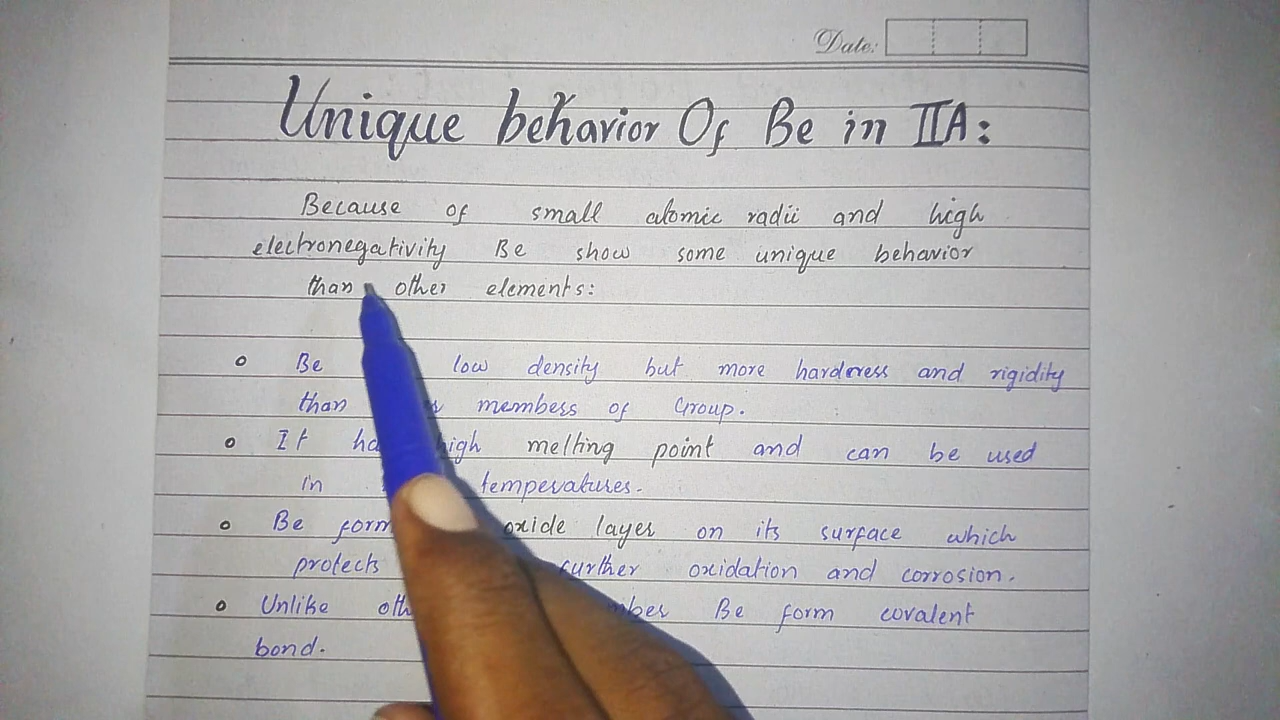 Date:
Unique behavior Of Be in IIA:
Because of small atomic radii and high
electronegativity Be show some unique behavior
than other elements:
Be low density but more hardness and rigidity
than members of Group.
It high melting point and can be used
in temperatures.
Be oxide layer on its surface which
protects further oxidation and corrosion.
Unlike Be form covalent
bond.